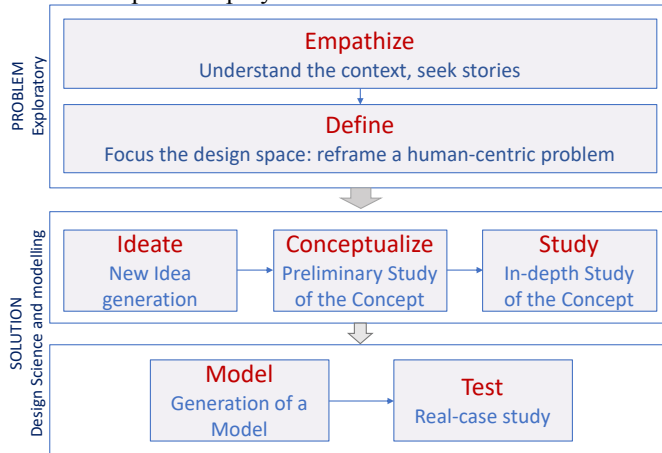 PROBLEM
Exploratory
Empathize
Understand the context, seek stories
Define
Focus the design space: reframe a human-centric problem
SOLUTION
Design Science and modelling
Ideate
New Idea
generation
Conceptualize
Preliminary Study
of the Concept
Study
In-depth Study
of the Concept
Model
Generation of a
Model
Test
Real-case study